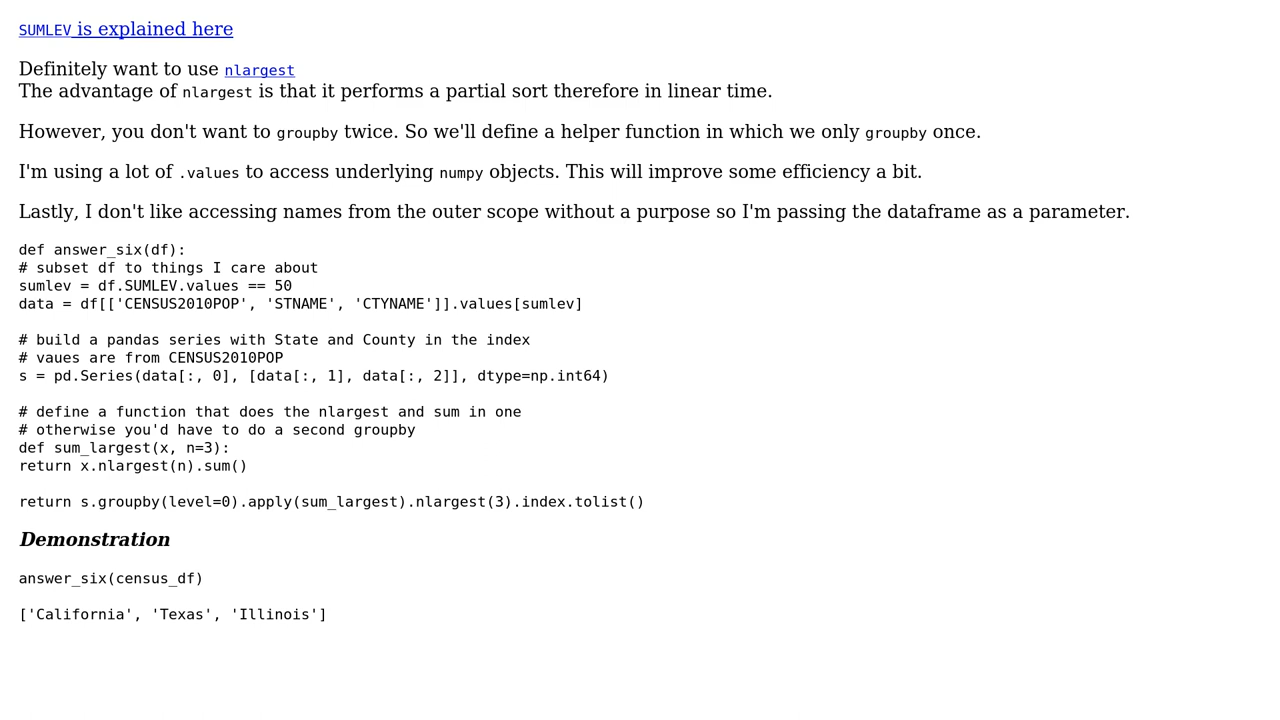 SUMLEV is explained here
Definitely want to use nlargest
The advantage of nlargest is that it performs a partial sort therefore in linear time.
However, you don't want to groupby twice. So we'll define a helper function in which we only groupby once.
I'm using a lot of .values to access underlying numpy objects. This will improve some efficiency a bit.
Lastly, I don't like accessing names from the outer scope without a purpose so I'm passing the dataframe as a parameter.
def answer_six(df):
# subset df to things I care about
sumlev = df.SUMLEV.values == 50
data = df[['CENSUS2010POP', 'STNAME', 'CTYNAME']].values[sumlev]
# build a pandas series with State and County in the index
# vaues are from CENSUS2010POP
s = pd.Series(data[:, 0], [data[:, 1], data[:, 2]], dtype=np.int64)
# define a function that does the nlargest and sum in one
# otherwise you'd have to do a second groupby
def sum_largest(x, n=3):
return x.nlargest(n).sum()
return s.groupby(level=0).apply(sum_largest).nlargest(3).index.tolist()
Demonstration
answer_six(census_df)
['California', 'Texas', 'Illinois']